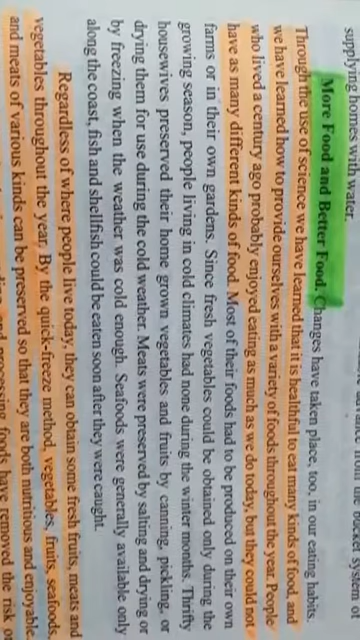 supplying homes with water.
More Food and Better Food. Changes have taken place, too, in our eating habits.
Through the use of science we have learned that it is healthful to eat many kinds of food, and
we have learned how to provide ourselves with a variety of foods throughout the year. People
who lived a century ago probably enjoyed eating as much as we do today, but they could not
have as many different kinds of food. Most of their foods had to be produced on their own
farms or in their own gardens. Since fresh vegetables could be obtained only during the
growing season, people living in cold climates had none during the winter months. Thrifty
housewives preserved their home grown vegetables and fruits by canning, pickling, or
drying them for use during the cold weather. Meats were preserved by salting and drying or
by freezing when the weather was cold enough. Seafoods were generally available only
along the coast, fish and shellfish could be eaten soon after they were caught.
Regardless of where people live today, they can obtain some fresh fruits, meats and
vegetables throughout the year. By the quick-freeze method, vegetables, fruits, seafoods,
and meats of various kinds can be preserved so that they are both nutritious and enjoyable.
foods have removed the risk